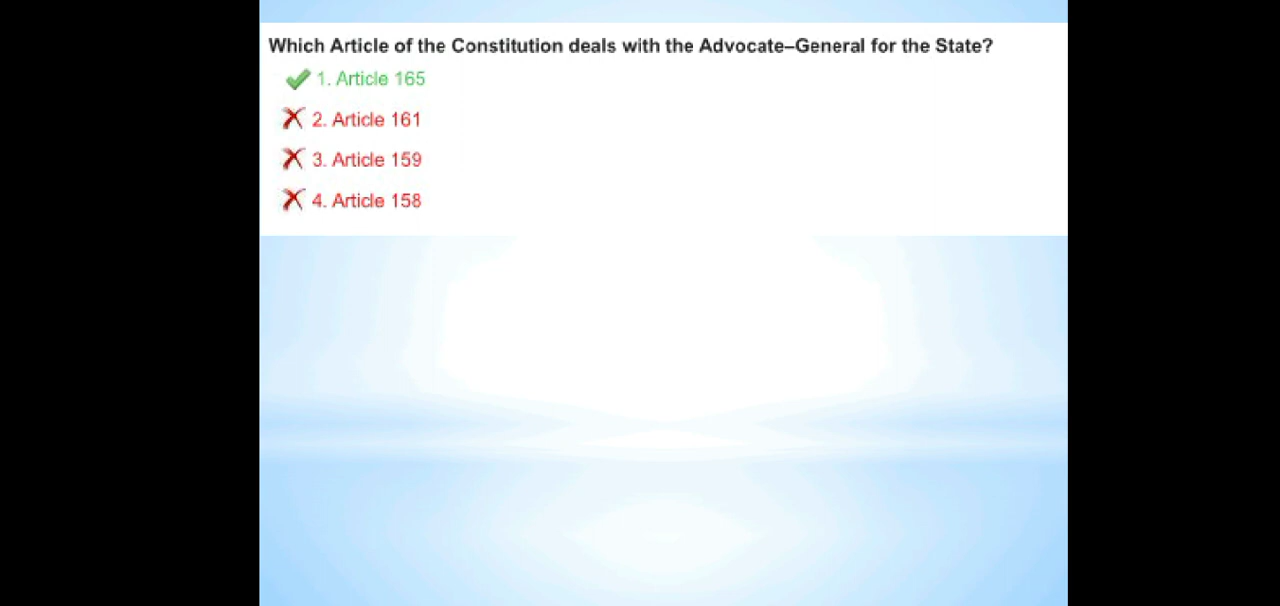 Which Article of the Constitution deals with the Advocate–General for the State?
1. Article 165
2. Article 161
3. Article 159
4. Article 158